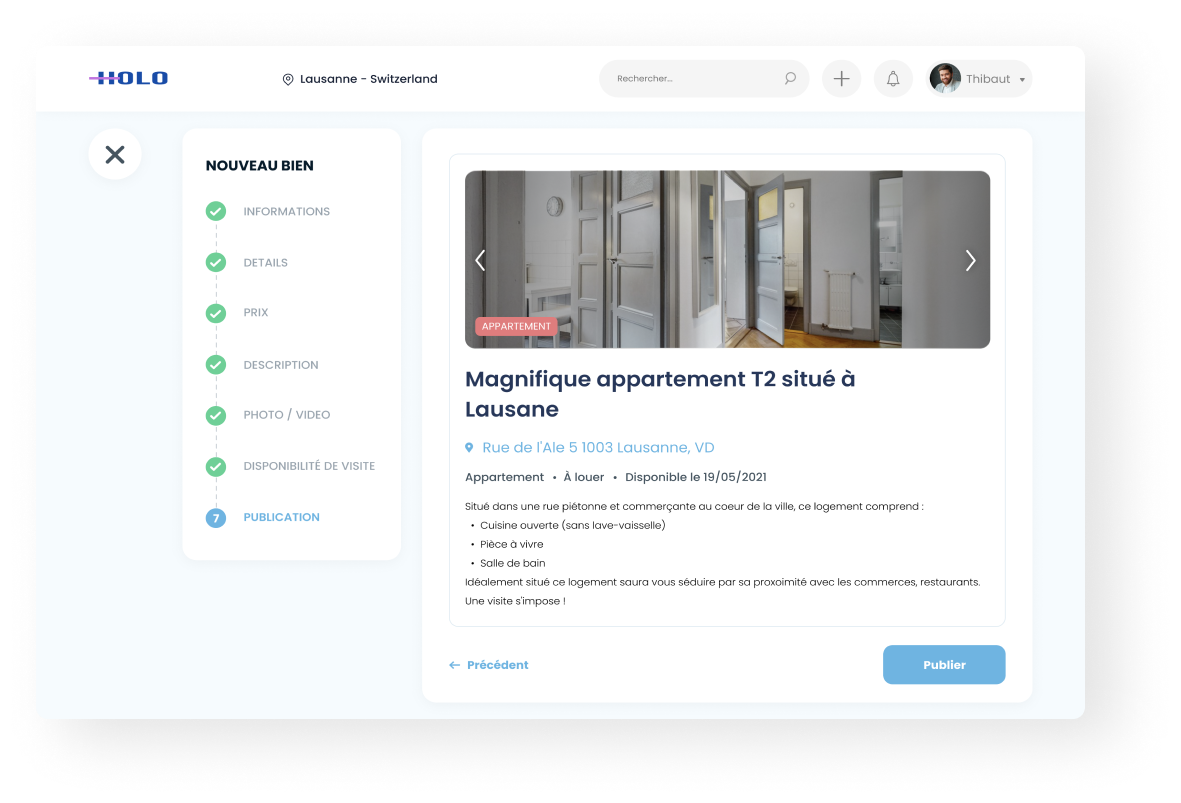 HOLO
Lausanne - Switzerland
Rechercher...
Thibaut
NOUVEAU BIEN
INFORMATIONS
DETAILS
PRIX
DESCRIPTION
PHOTO / VIDEO
DISPONIBILITÉ DE VISITE
7 PUBLICATION
APPARTEMENT
Magnifique appartement T2 situé à
Lausane
Rue de l'Ale 5 1003 Lausanne, VD
Appartement • À louer • Disponible le 19/05/2021
Situé dans une rue piétonne et commerçante au coeur de la ville, ce logement comprend :
• Cuisine ouverte (sans lave-vaisselle)
• Pièce à vivre
• Salle de bain
Idéalement situé ce logement saura vous séduire par sa proxoimité avec les commerces, restaurants.
Une visite s'impose !
← Précédent
Publier